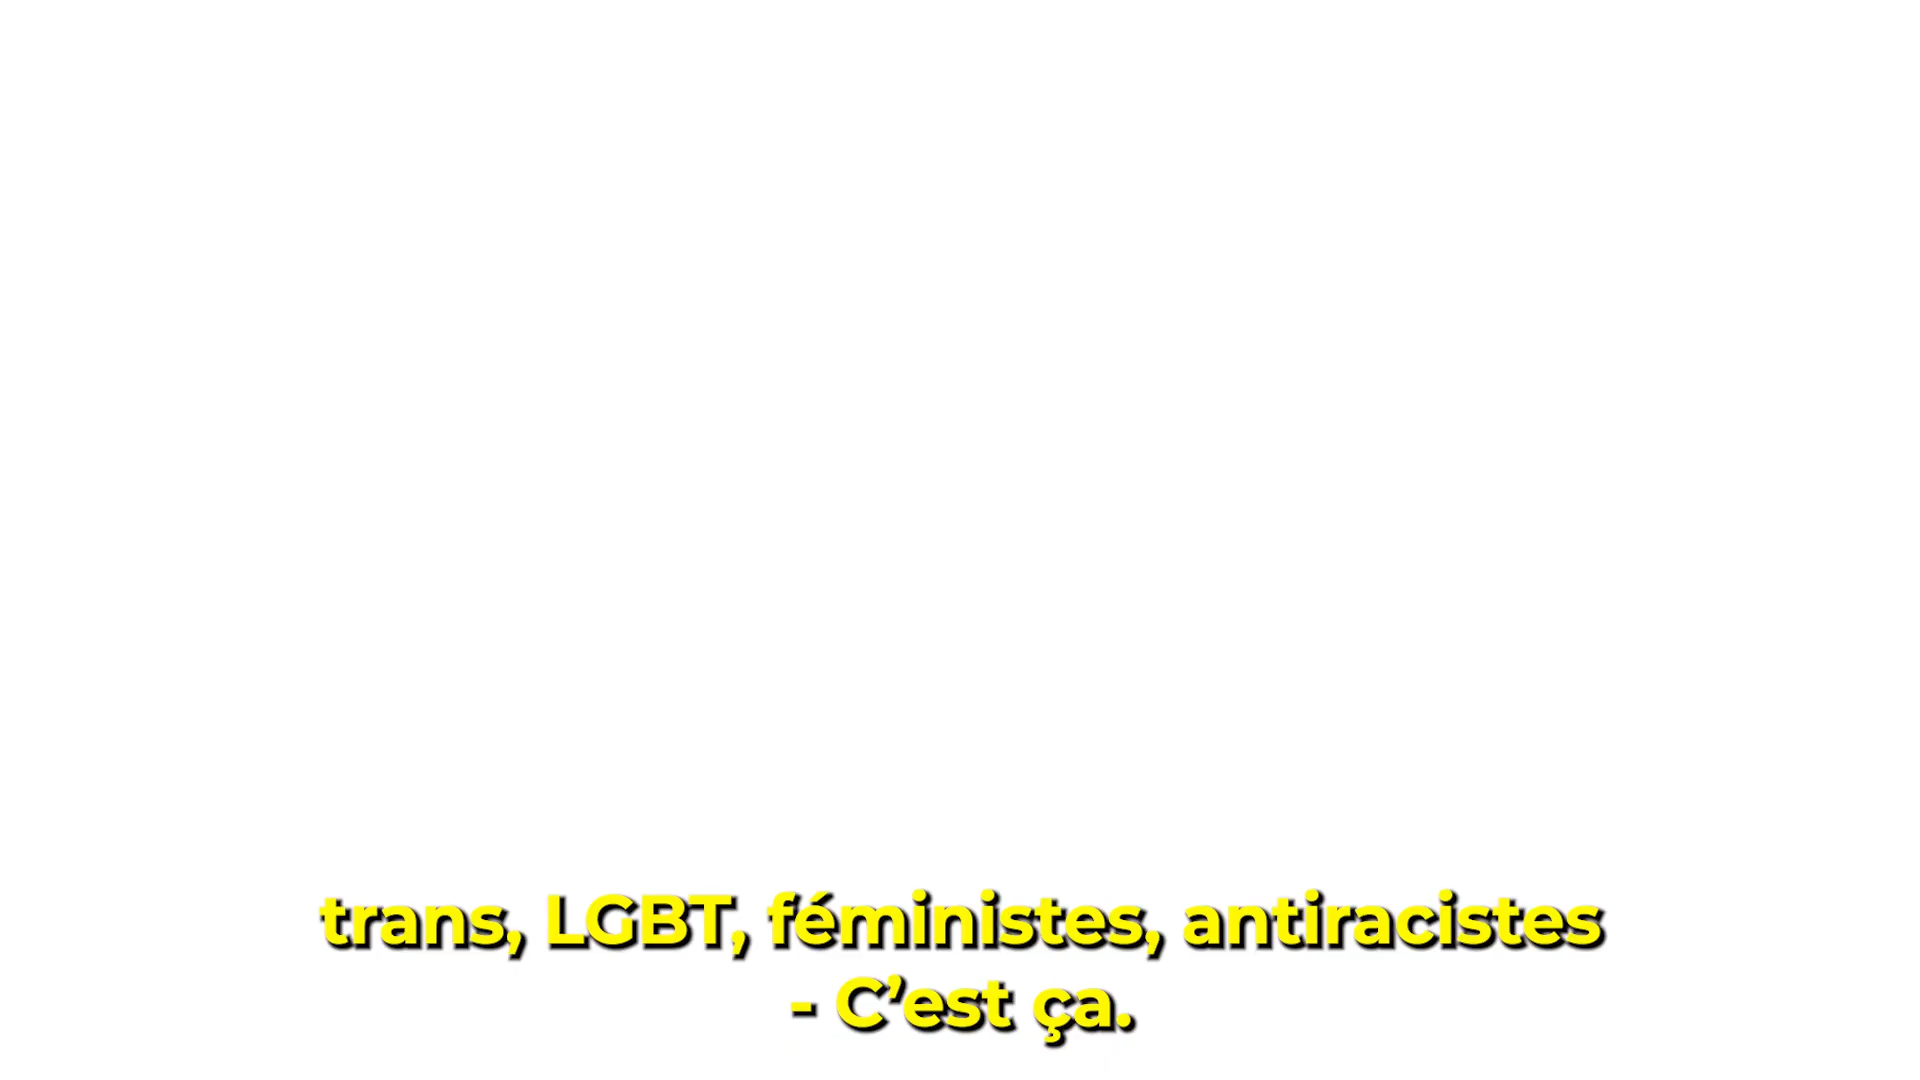 trans, LGBT, féministes, antiracistes
- C’est ça.